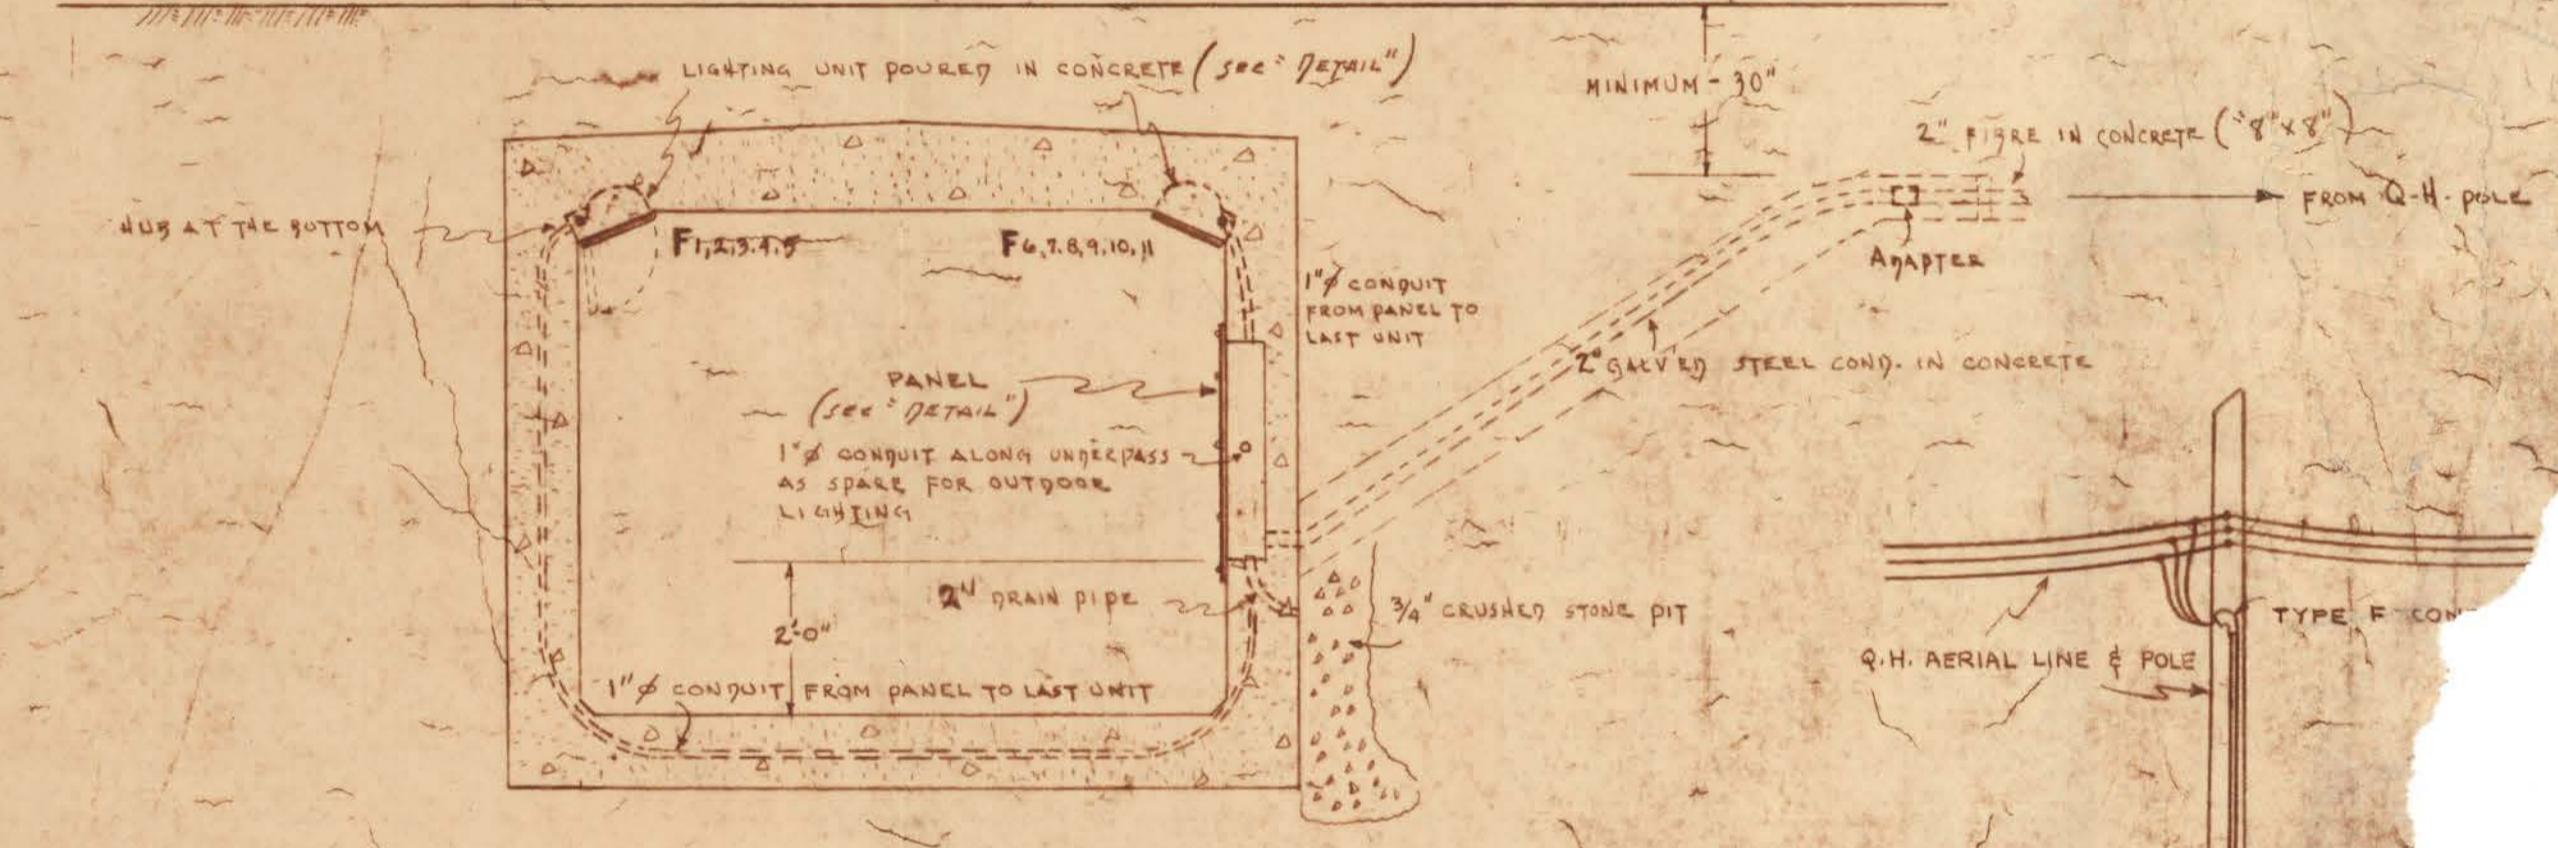 LIGHTING UNIT POURED IN CONCRETE (SEE "DETAIL")
MINIMUM - 30"
2" FIBRE IN CONCRETE ("8"x8")
HUB AT THE BOTTOM
FROM Q-H- POLE
F1,2,3,4,5
F6,7,8,9,10,11
ADAPTER
1"ø CONDUIT
FROM PANEL TO
LAST UNIT
2" GALV'ED STEEL COND. IN CONCRETE
PANEL
(SEE "DETAIL")
1"ø CONDUIT ALONG UNDERPASS
AS SPARE FOR OUTDOOR
LIGHTING
2" DRAIN PIPE
3/4" CRUSHED STONE PIT
TYPE F
2'-0"
Q.H. AERIAL LINE & POLE
1"ø CONDUIT FROM PANEL TO LAST UNIT